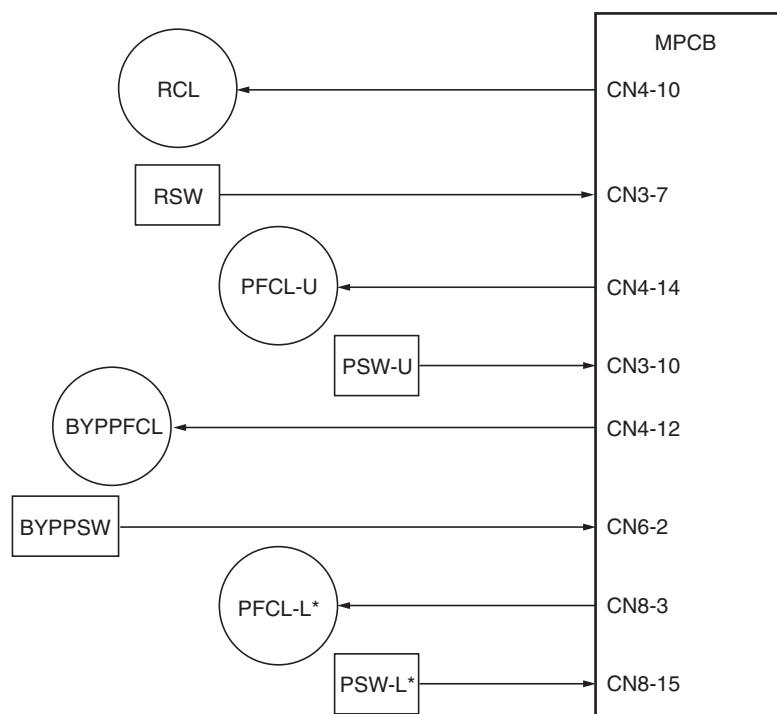 MPCB
RCL
CN4-10
RSW
CN3-7
PFCL-U
CN4-14
PSW-U
CN3-10
BYPPFCL
CN4-12
BYPPSW
CN6-2
PFCL-L*
CN8-3
PSW-L*
CN8-15